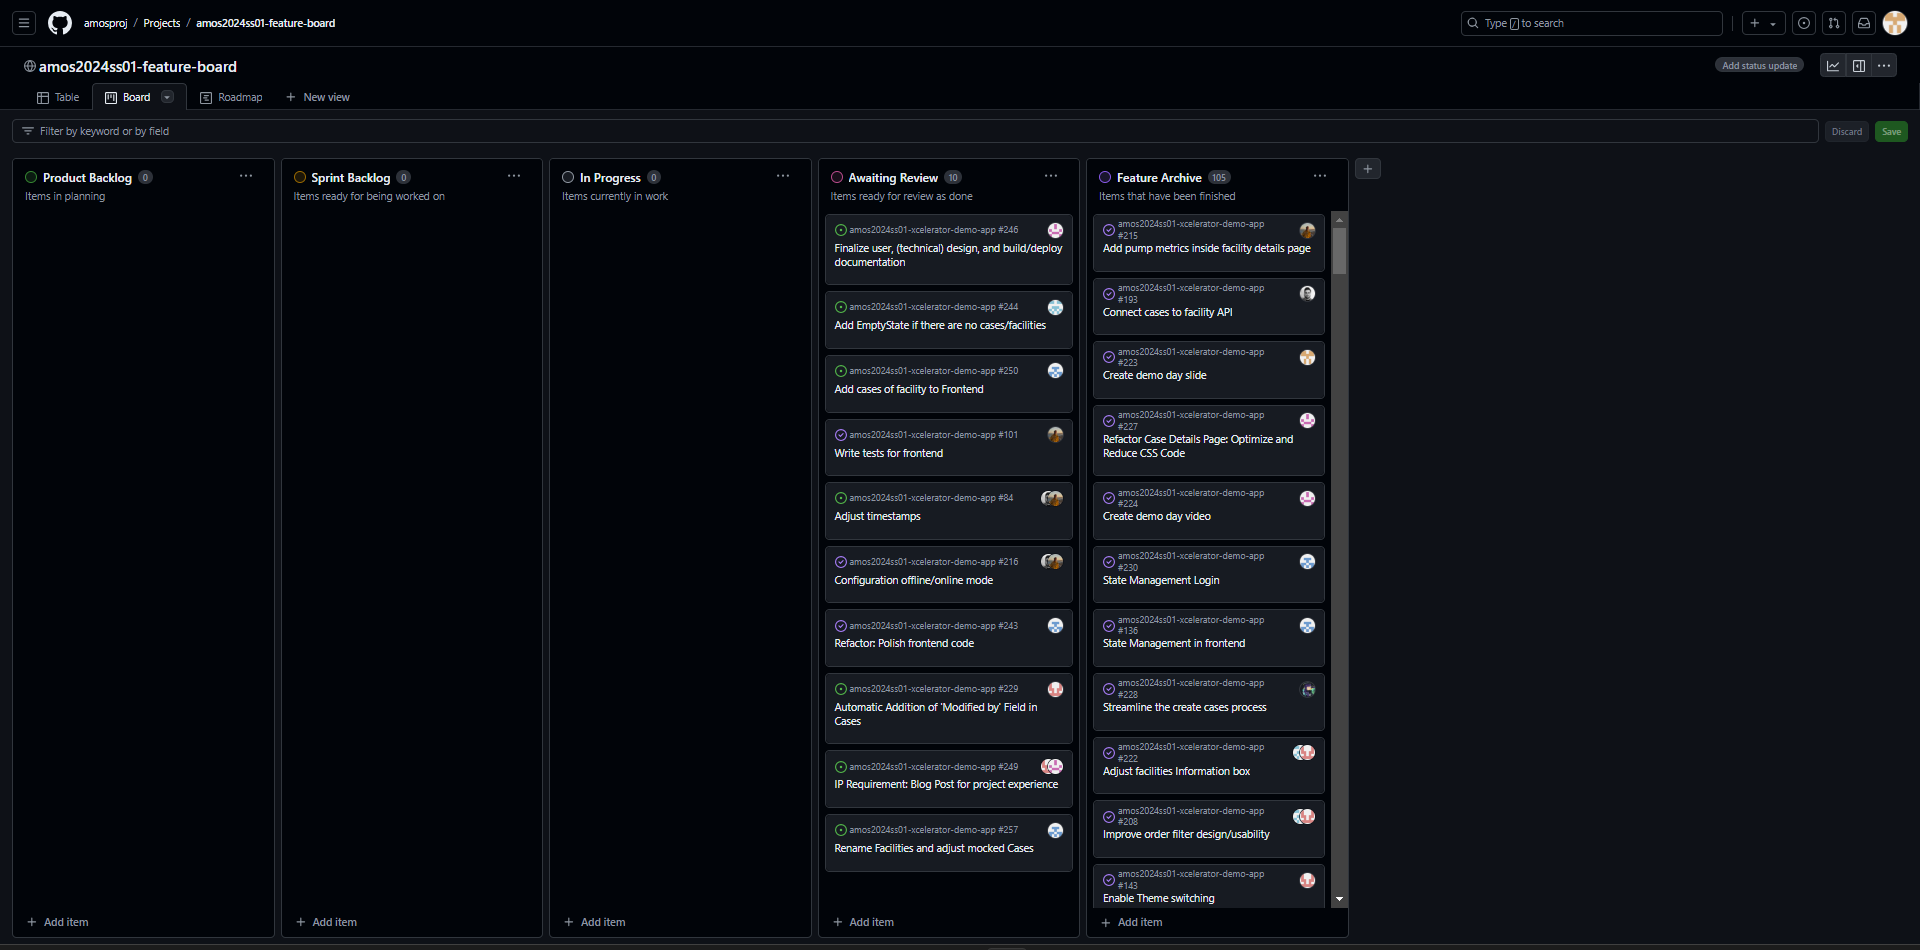 amosproj / Projects / amos2024ss01-feature-board
Type / to search
amos2024ss01-feature-board
Add status update
Table
Board
Roadmap
New view
Filter by keyword or by field
Discard
Save
Product Backlog 0
Items in planning
Add item
Sprint Backlog 0
Items ready for being worked on
Add item
In Progress 0
Items currently in work
Add item
Awaiting Review 10
Items ready for review as done
amos2024ss01-xcelerator-demo-app #246
Finalize user, (technical) design, and build/deploy
documentation
amos2024ss01-xcelerator-demo-app #244
Add EmptyState if there are no cases/facilities
amos2024ss01-xcelerator-demo-app #250
Add cases of facility to Frontend
amos2024ss01-xcelerator-demo-app #101
Write tests for frontend
amos2024ss01-xcelerator-demo-app #84
Adjust timestamps
amos2024ss01-xcelerator-demo-app #216
Configuration offline/online mode
amos2024ss01-xcelerator-demo-app #243
Refactor: Polish frontend code
amos2024ss01-xcelerator-demo-app #229
Automatic Addition of 'Modified by' Field in
Cases
amos2024ss01-xcelerator-demo-app #249
IP Requirement: Blog Post for project experience
amos2024ss01-xcelerator-demo-app #257
Rename Facilities and adjust mocked Cases
Add item
Feature Archive 105
Items that have been finished
amos2024ss01-xcelerator-demo-app
#215
Add pump metrics inside facility details page
amos2024ss01-xcelerator-demo-app
#193
Connect cases to facility API
amos2024ss01-xcelerator-demo-app
#223
Create demo day slide
amos2024ss01-xcelerator-demo-app
#227
Refactor Case Details Page: Optimize and
Reduce CSS Code
amos2024ss01-xcelerator-demo-app
#224
Create demo day video
amos2024ss01-xcelerator-demo-app
#230
State Management Login
amos2024ss01-xcelerator-demo-app
#136
State Management in frontend
amos2024ss01-xcelerator-demo-app
#228
Streamline the create cases process
amos2024ss01-xcelerator-demo-app
#222
Adjust facilities Information box
amos2024ss01-xcelerator-demo-app
#208
Improve order filter design/usability
amos2024ss01-xcelerator-demo-app
#143
Enable Theme switching
Add item